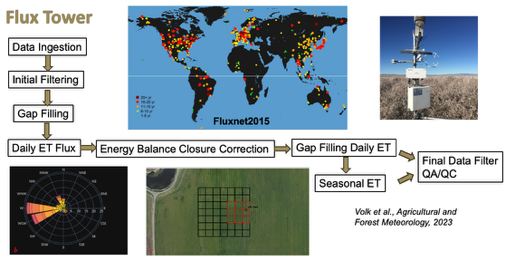 Flux Tower
Data Ingestion
Initial Filtering
Gap Filling
Daily ET Flux
Energy Balance Closure Correction
Gap Filling Daily ET
Seasonal ET
Final Data Filter
QA/QC
Fluxnet2015
Volk et al., Agricultural and
Forest Meteorology, 2023